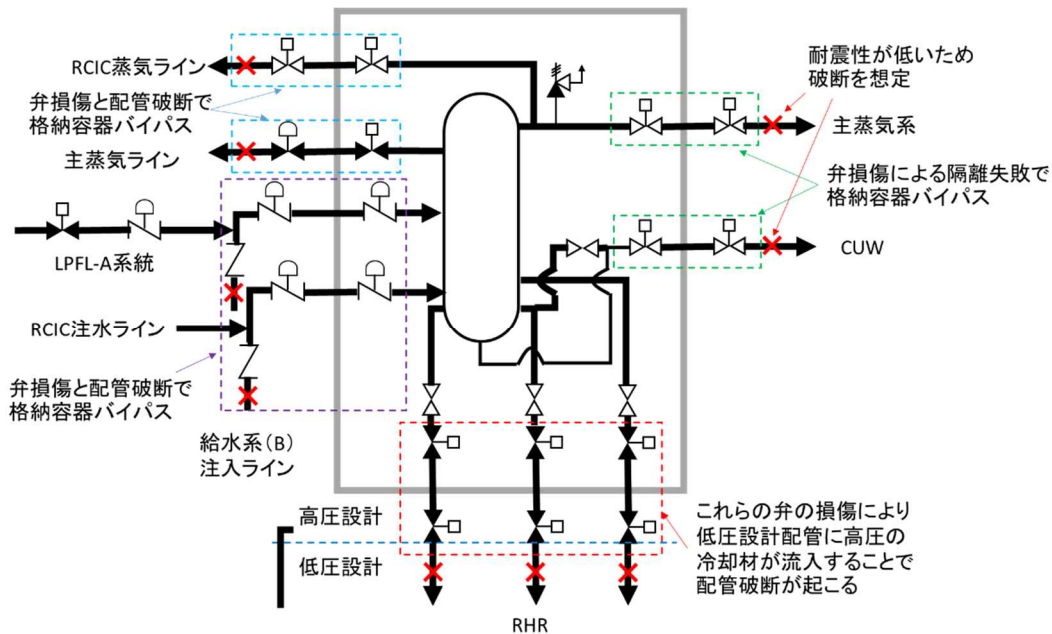 RCIC蒸気ライン
弁損傷と配管破断で
格納容器バイパス
主蒸気ライン
LPFL-A系統
RCIC注水ライン
弁損傷と配管破断で
格納容器バイパス
給水系(B)
注入ライン
高圧設計
低圧設計
RHR
耐震性が低いため
破断を想定
主蒸気系
弁損傷による隔離失敗で
格納容器バイパス
CUW
これらの弁の損傷により
低圧設計配管に高圧の
冷却材が流入することで
配管破断が起こる